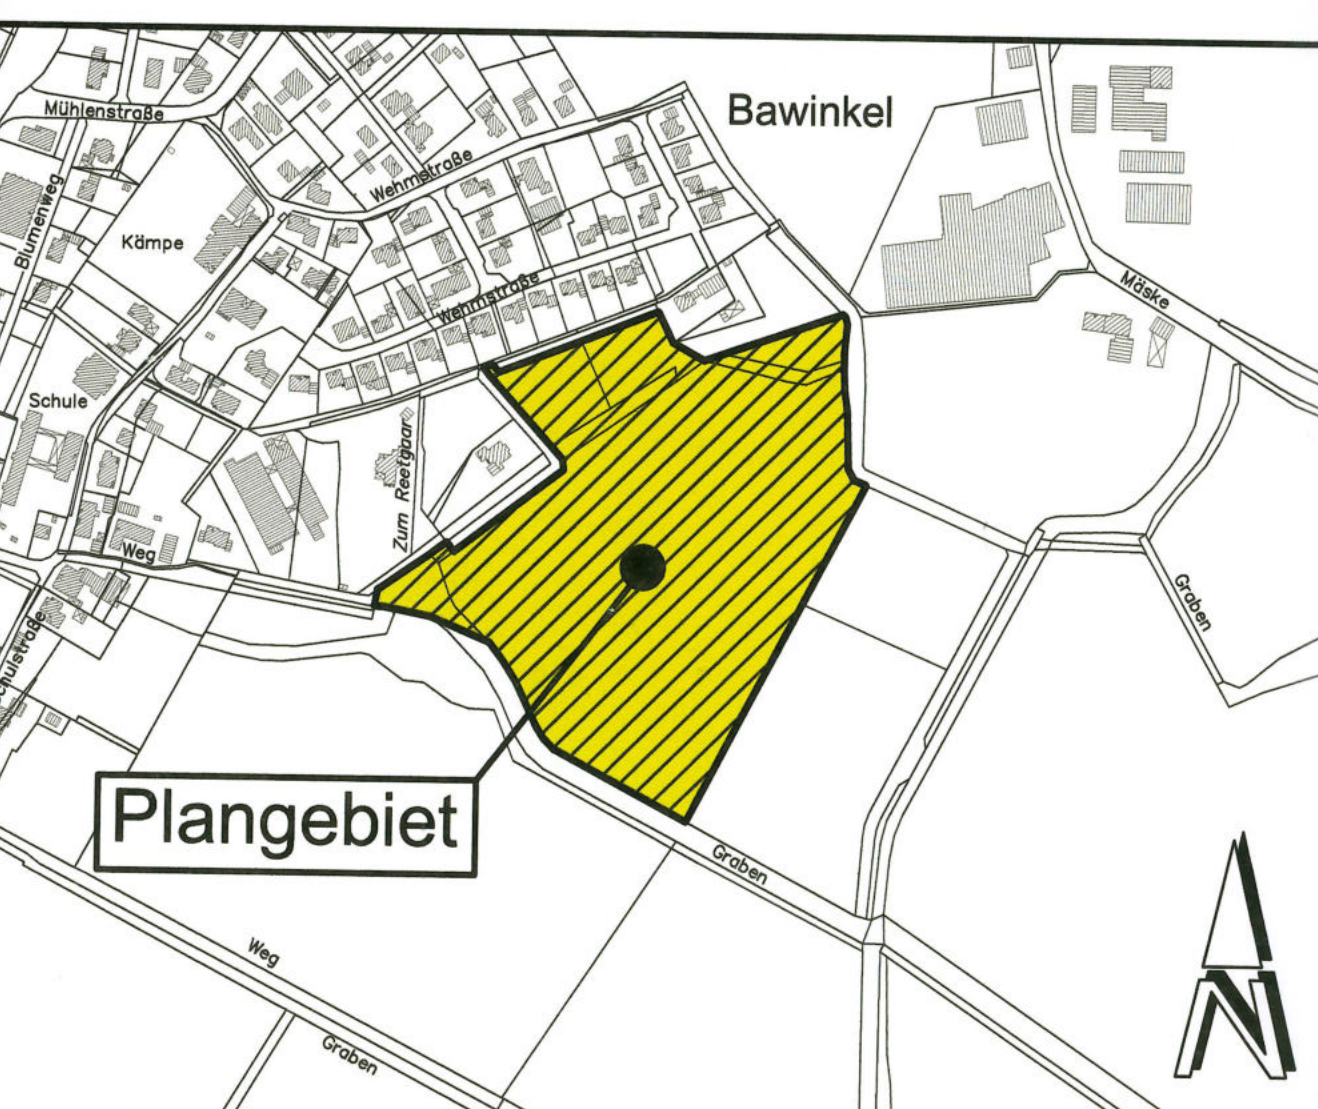 Bawinkel
Mühlenstraße
Wehmstraße
Blumenweg
Kämpe
Wehmstraße
Mäske
Schule
Zum Reetgaar
Weg
Graben
Schulstraße
Plangebiet
Graben
Weg
Graben
N